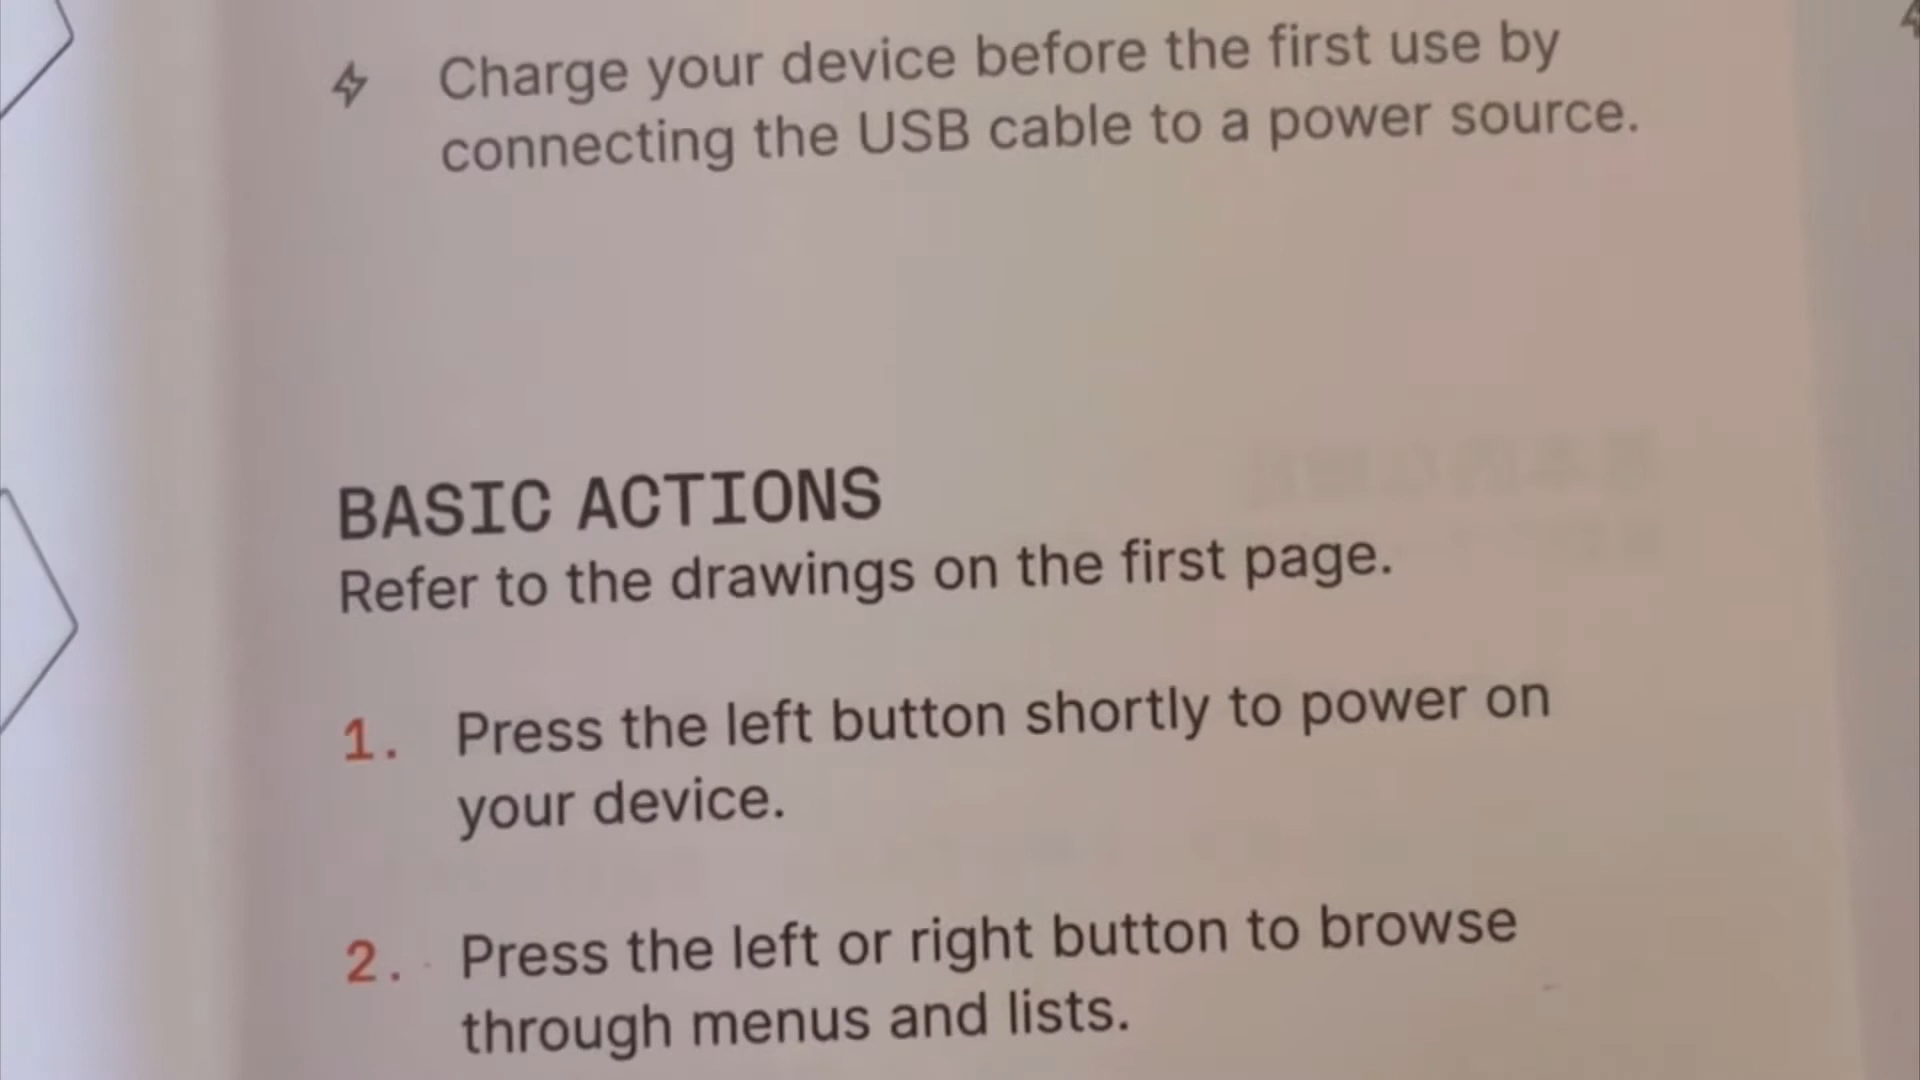 Charge your device before the first use by
connecting the USB cable to a power source.
BASIC ACTIONS
Refer to the drawings on the first page.
1. Press the left button shortly to power on
your device.
2. Press the left or right button to browse
through menus and lists.